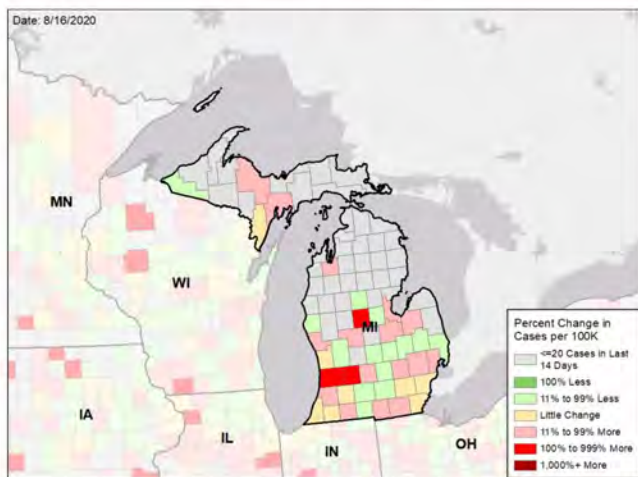 Date: 8/16/2020
MN
WI
MI
IA
IL
IN
OH
Percent Change in
Cases per 100K
<=20 Cases in Last
14 Days
100% Less
11% to 99% Less
Little Change
11% to 99% More
100% to 999% More
1,000%+ More